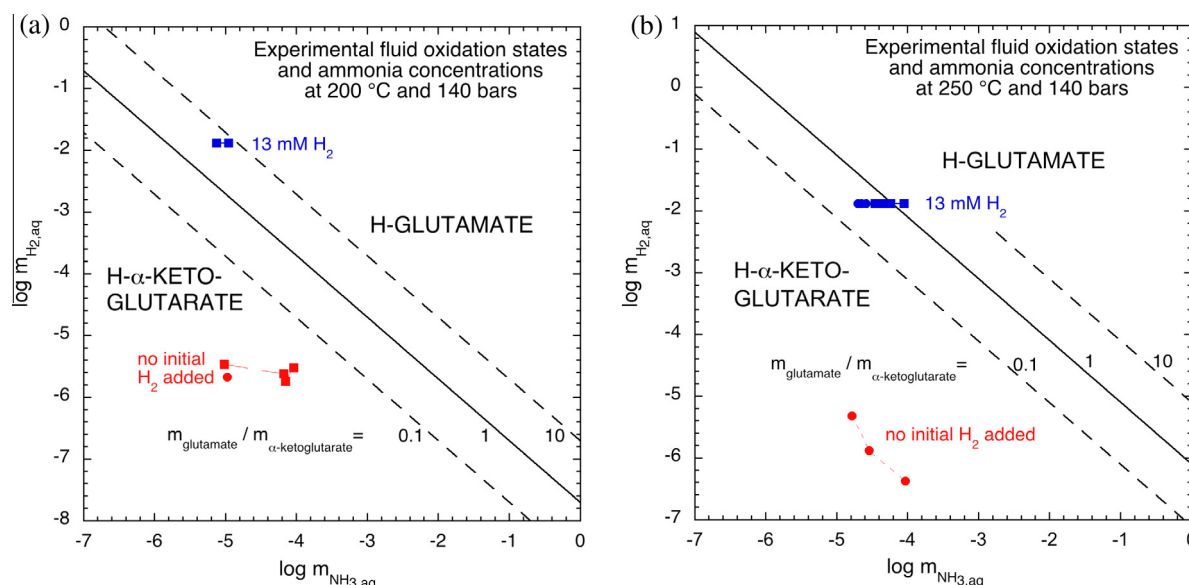 (a)
Experimental fluid oxidation states
and ammonia concentrations
at 200 °C and 140 bars
13 mM H2
H-GLUTAMATE
H-α-KETO-
GLUTARATE
no initial
H2 added
mglutamate / mα-ketoglutarate= 0.1 1 10
log mH2,aq
0
-1
-2
-3
-4
-5
-6
-7
-8
-7 -6 -5 -4 -3 -2 -1 0
log mNH3,aq
(b)
Experimental fluid oxidation states
and ammonia concentrations
at 250 °C and 140 bars
H-GLUTAMATE
13 mM H2
H-α-KETO-
GLUTARATE
mglutamate / mα-ketoglutarate= 0.1 1 10
no initial H2 added
log mH2,aq
1
0
-1
-2
-3
-4
-5
-6
-7
-7 -6 -5 -4 -3 -2 -1 0
log mNH3,aq